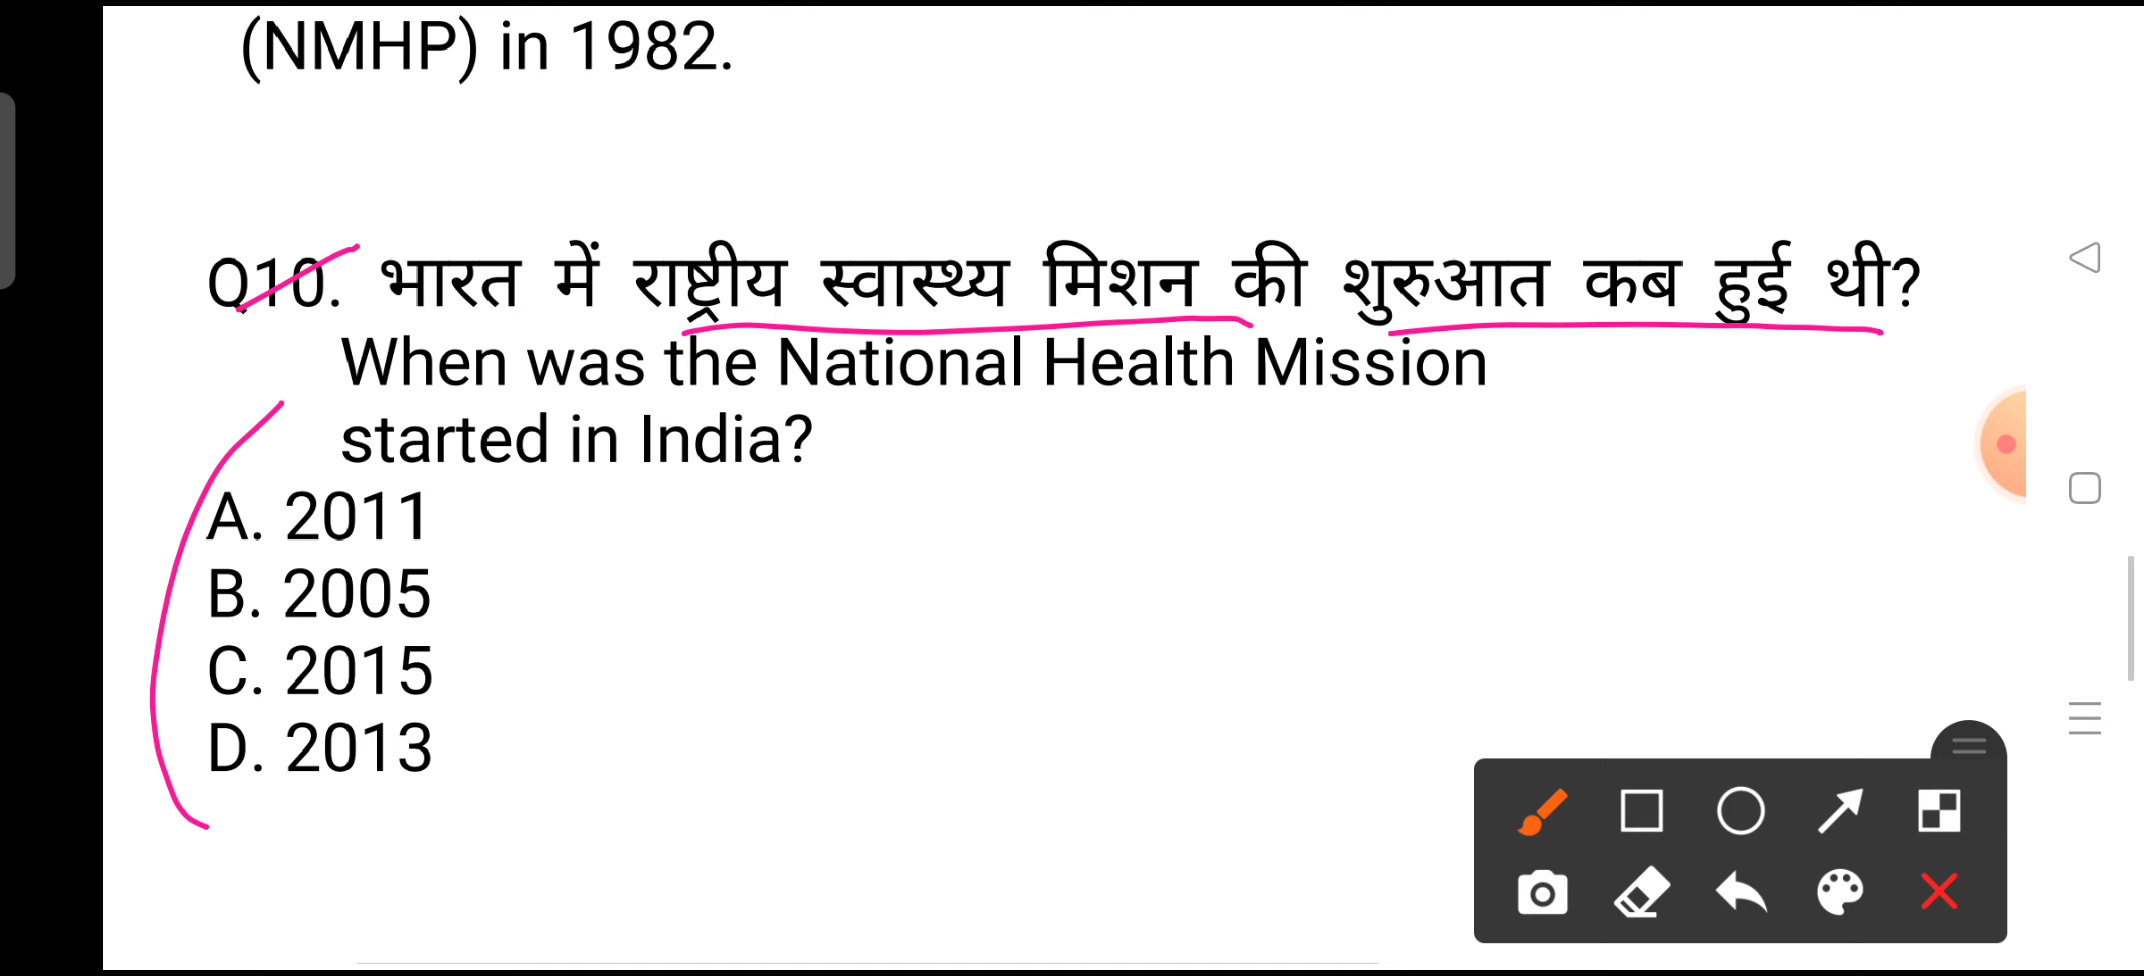 (NMHP) in 1982.
Q10. भारत में राष्ट्रीय स्वास्थ्य मिशन की शुरुआत कब हुई थी?
When was the National Health Mission
started in India?
A. 2011
B. 2005
C. 2015
D. 2013